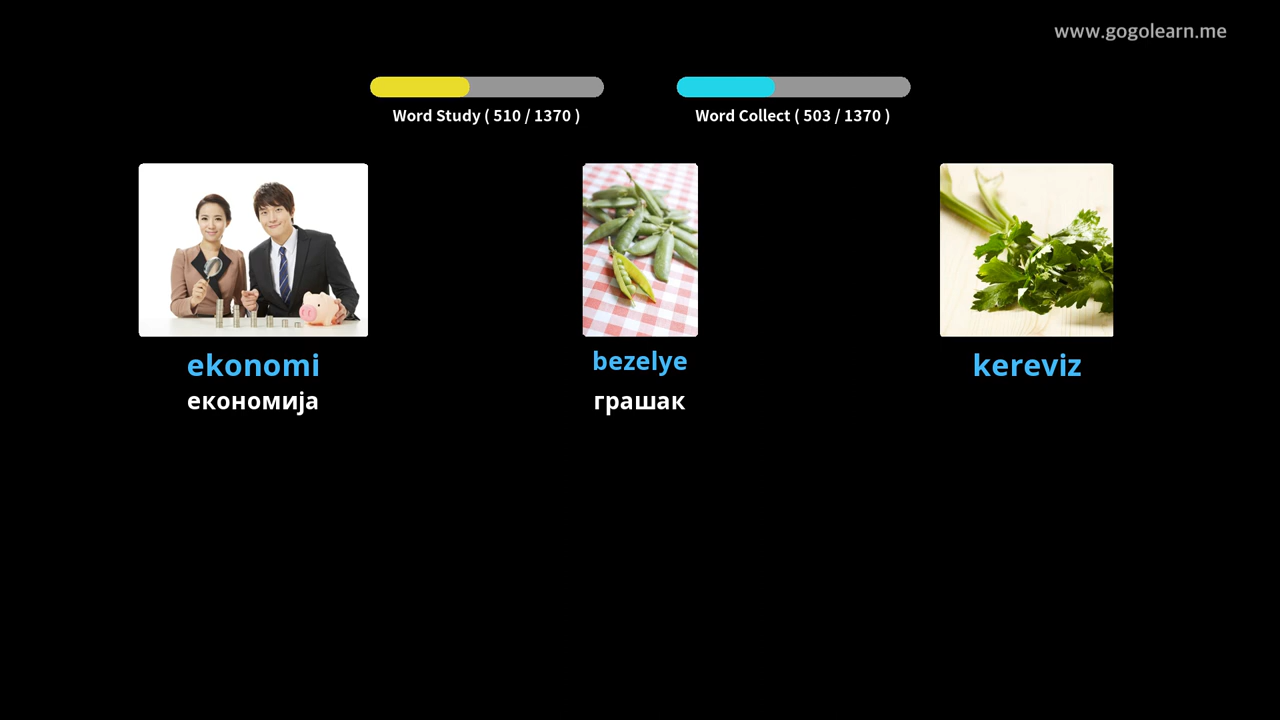 www.gogolearn.me
Word Study ( 510 / 1370 )
Word Collect ( 503 / 1370 )
ekonomi
економија
bezelye
грашак
kereviz